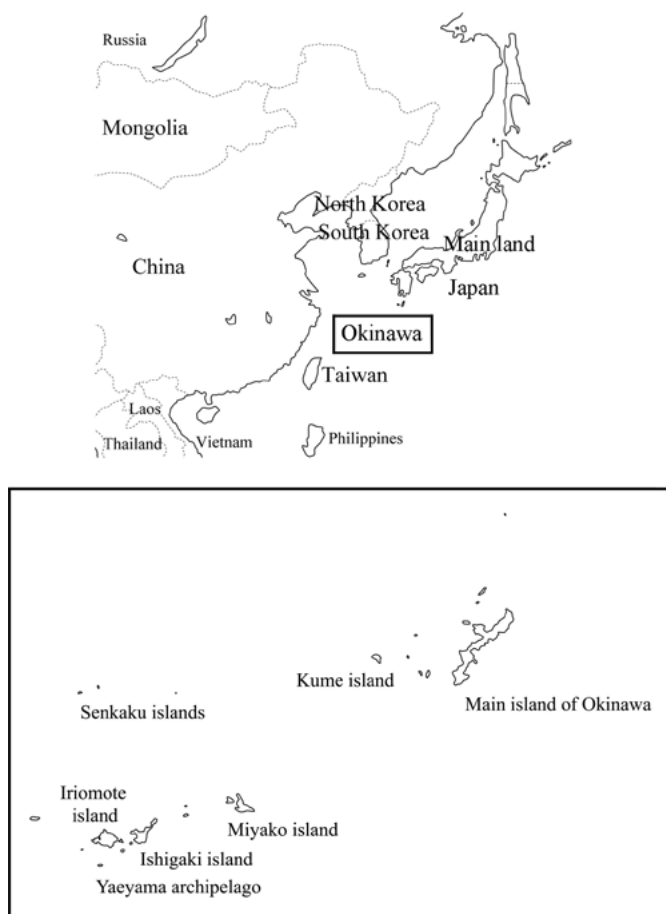 Russia
Mongolia
North Korea
South Korea
Main land
China
Japan
Okinawa
Taiwan
Laos
Thailand
Vietnam
Philippines
Kume island
Main island of Okinawa
Senkaku islands
Iriomote
island
Miyako island
Ishigaki island
Yaeyama archipelago